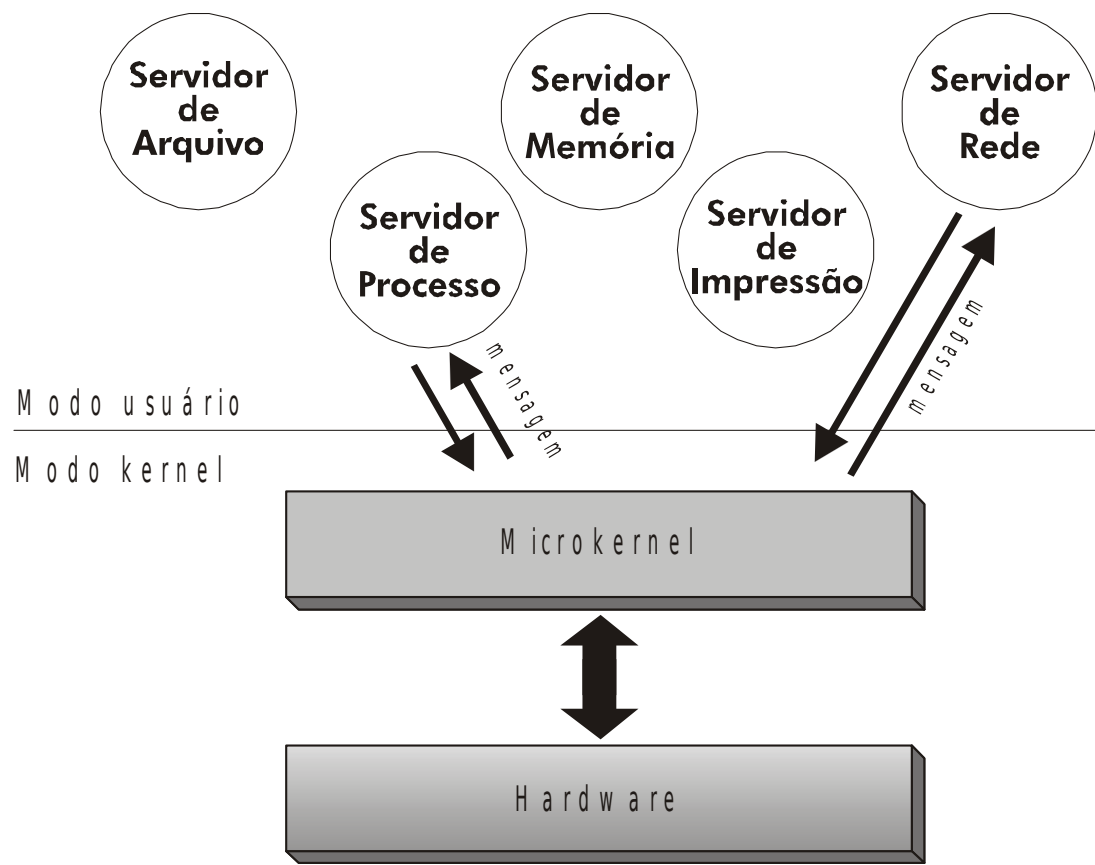 Servidor
de
Arquivo
Servidor
de
Memória
Servidor
de
Rede
Servidor
de
Processo
Servidor
de
Impressão
mensagem
mensagem
Modo usuário
Modo kernel
Microkernel
Hardware